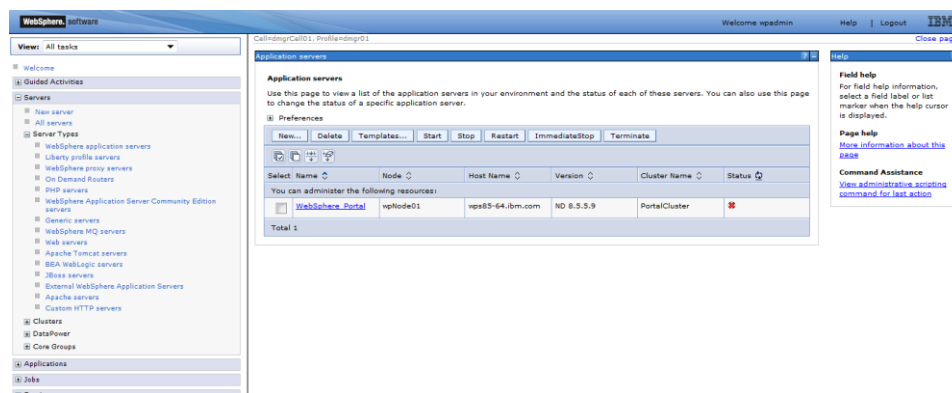 WebSphere. software
Welcome wpadmin
Help | Logout
IBM
View: All tasks
Cell=dmgrCell01, Profile=dmgr01
Close page
Welcome
Guided Activities
Servers
New server
All servers
Server Types
WebSphere application servers
Liberty profile servers
WebSphere proxy servers
On Demand Routers
PHP servers
WebSphere Application Server Community Edition
servers
Generic servers
WebSphere MQ servers
Web servers
Apache Tomcat servers
BEA WebLogic servers
JBoss servers
External WebSphere Application Servers
Apache servers
Custom HTTP servers
Clusters
DataPower
Core Groups
Applications
Jobs
Application servers
? –
Application servers
Use this page to view a list of the application servers in your environment and the status of each of these servers. You can also use this page
to change the status of a specific application server.
Preferences
New... Delete Templates... Start Stop Restart ImmediateStop Terminate
Select Name Node Host Name Version Cluster Name Status
You can administer the following resources:
WebSphere_Portal wpNode01 wps85-64.ibm.com ND 8.5.5.9 PortalCluster
Total 1
Help
Field help
For field help information,
select a field label or list
marker when the help cursor
is displayed.
Page help
More information about this
page
Command Assistance
View administrative scripting
command for last action